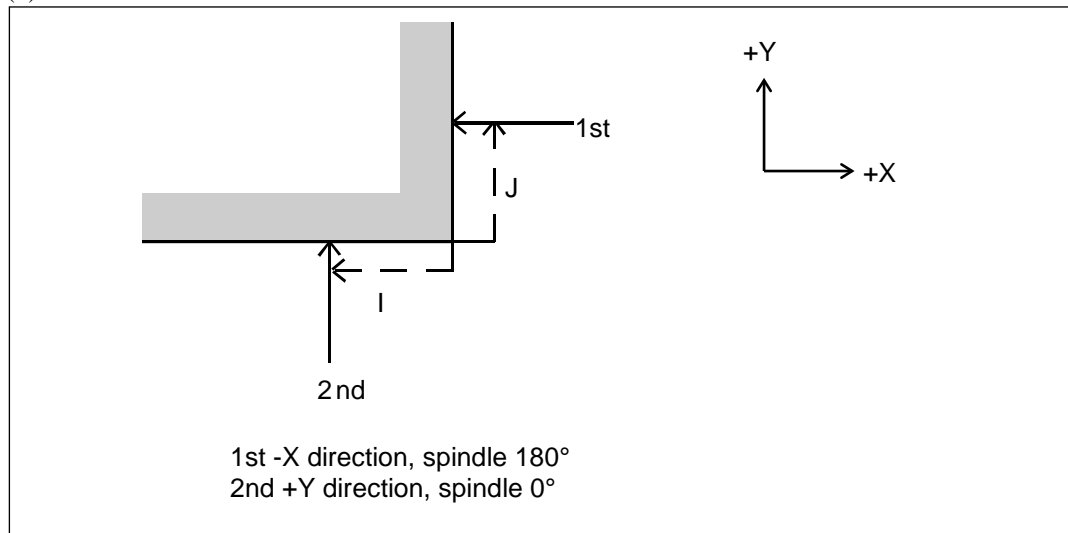 +Y
1st
+X
J
I
2nd
1st -X direction, spindle 180°
2nd +Y direction, spindle 0°